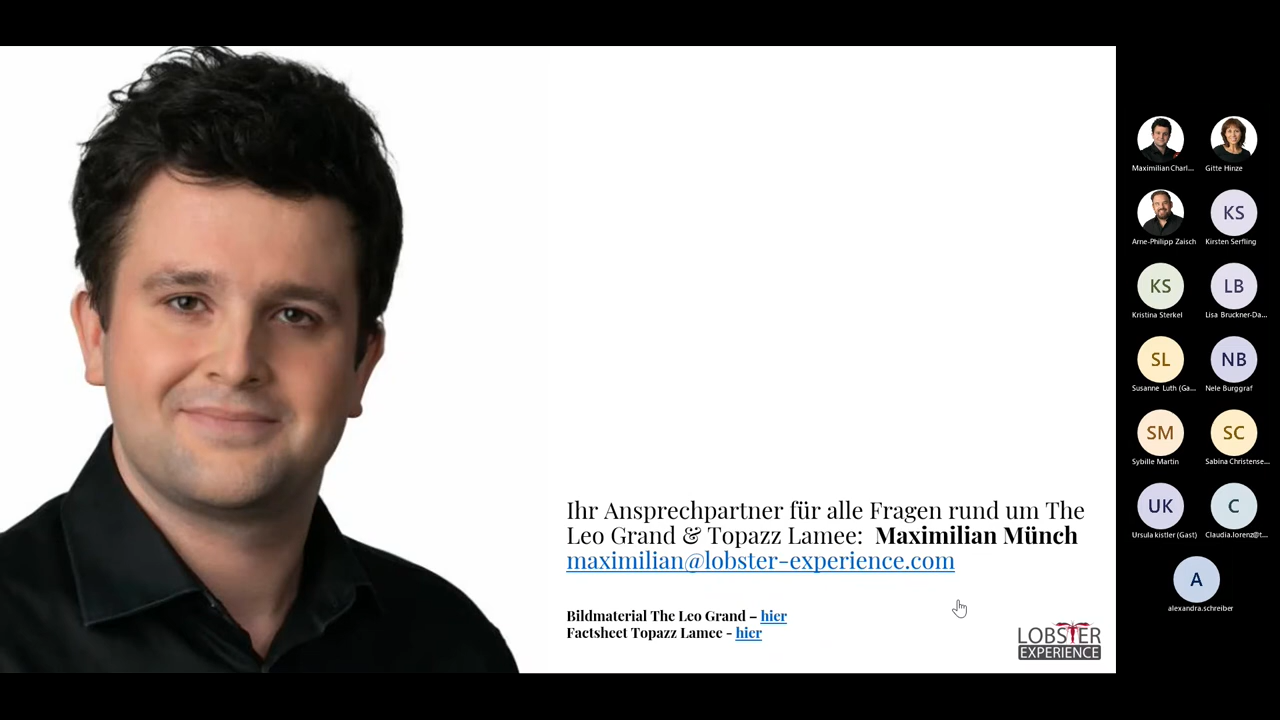 Ihr Ansprechpartner für alle Fragen rund um The
Leo Grand & Topazz Lamee: Maximilian Münch
maximilian@lobster-experience.com
Bildmaterial The Leo Grand – hier
Factsheet Topazz Lamee - hier
LOBSTER
EXPERIENCE
Maximilian Charl...
Gitte Hinze
Arne-Philipp Zaisch
KS
Kirsten Serfling
KS
Kristina Sterkel
LB
Lisa Bruckner-Da...
SL
Susanne Luth (Ga...
NB
Nele Burggraf
SM
Sybille Martin
SC
Sabina Christense...
UK
Ursula kistler (Gast)
C
Claudia.lorenz@t...
A
alexandra.schreiber